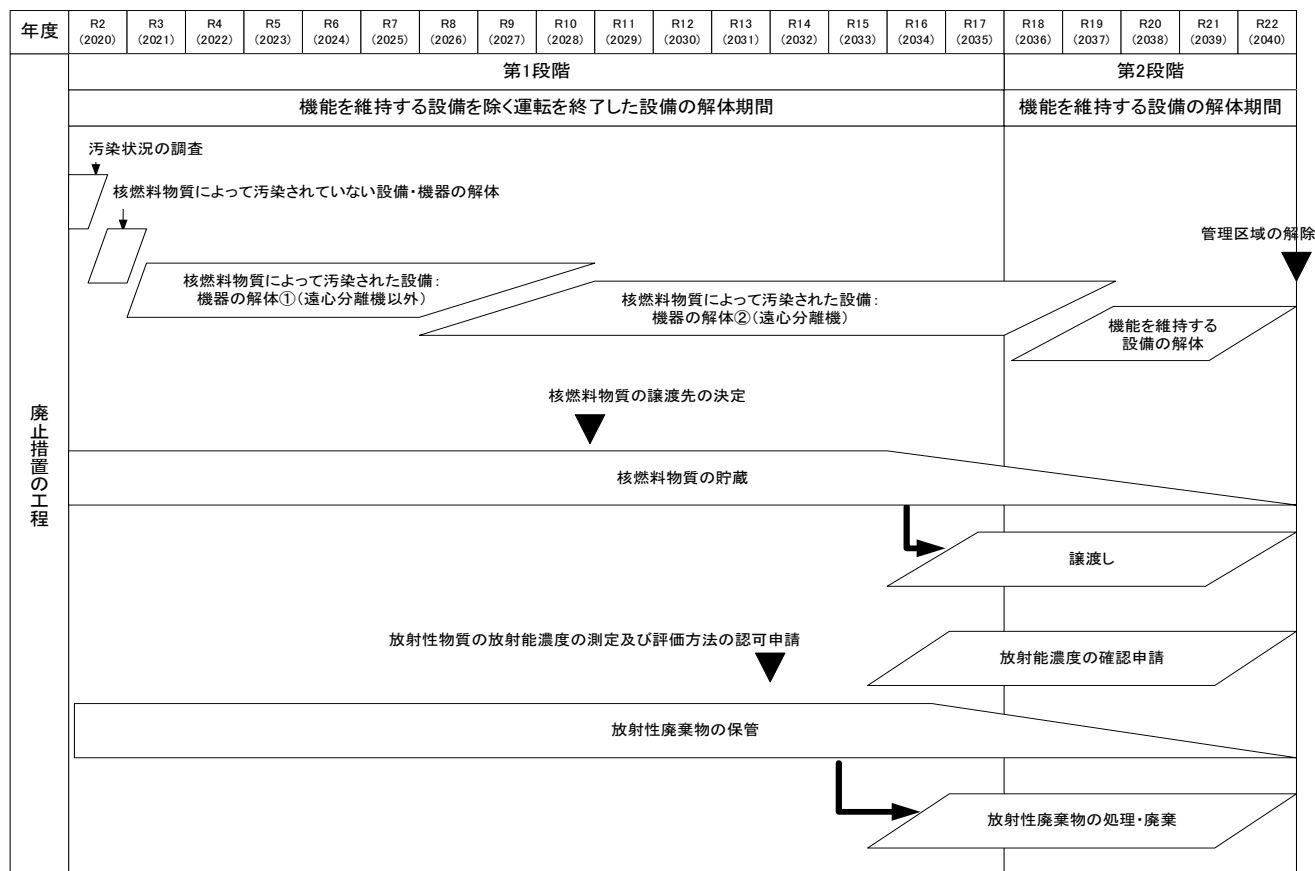 年度
R2 R3 R4 R5 R6 R7 R8 R9 R10 R11 R12 R13 R14 R15 R16 R17 R18 R19 R20 R21 R22
(2020) (2021) (2022) (2023) (2024) (2025) (2026) (2027) (2028) (2029) (2030) (2031) (2032) (2033) (2034) (2035) (2036) (2037) (2038) (2039) (2040)
廃止措置の工程
第1段階 第2段階
機能を維持する設備を除く運転を終了した設備の解体期間 機能を維持する設備の解体期間
汚染状況の調査
核燃料物質によって汚染されていない設備・機器の解体
管理区域の解除
核燃料物質によって汚染された設備:
機器の解体①(遠心分離機以外)
核燃料物質によって汚染された設備:
機器の解体②(遠心分離機)
機能を維持する
設備の解体
核燃料物質の譲渡先の決定
核燃料物質の貯蔵
譲渡し
放射性物質の放射能濃度の測定及び評価方法の認可申請
放射能濃度の確認申請
放射性廃棄物の保管
放射性廃棄物の処理・廃棄